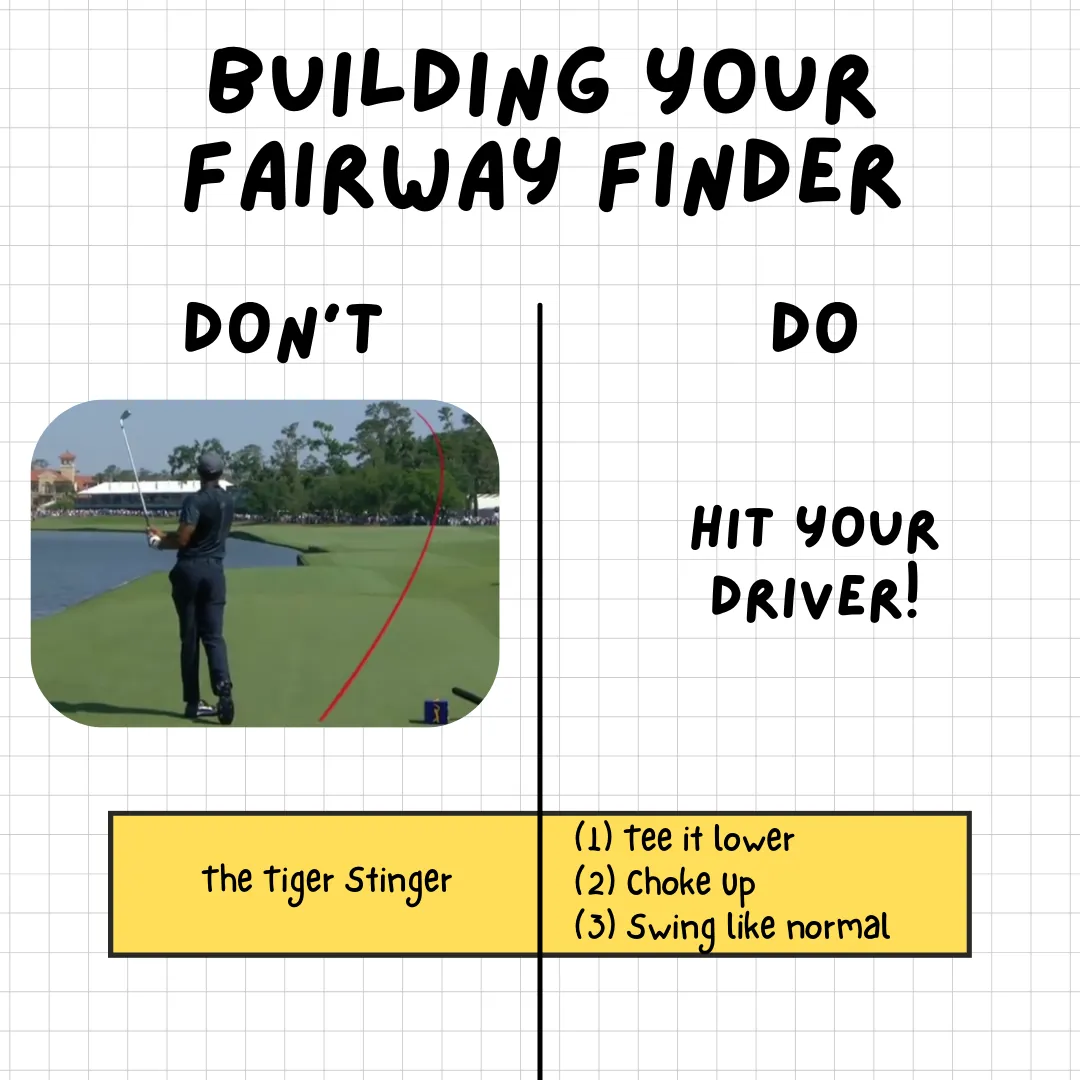 BUILDING YOUR
FAIRWAY FINDER
DON'T
DO
HIT YOUR
DRIVER!
The Tiger Stinger
(1) Tee it lower
(2) Choke up
(3) Swing like normal